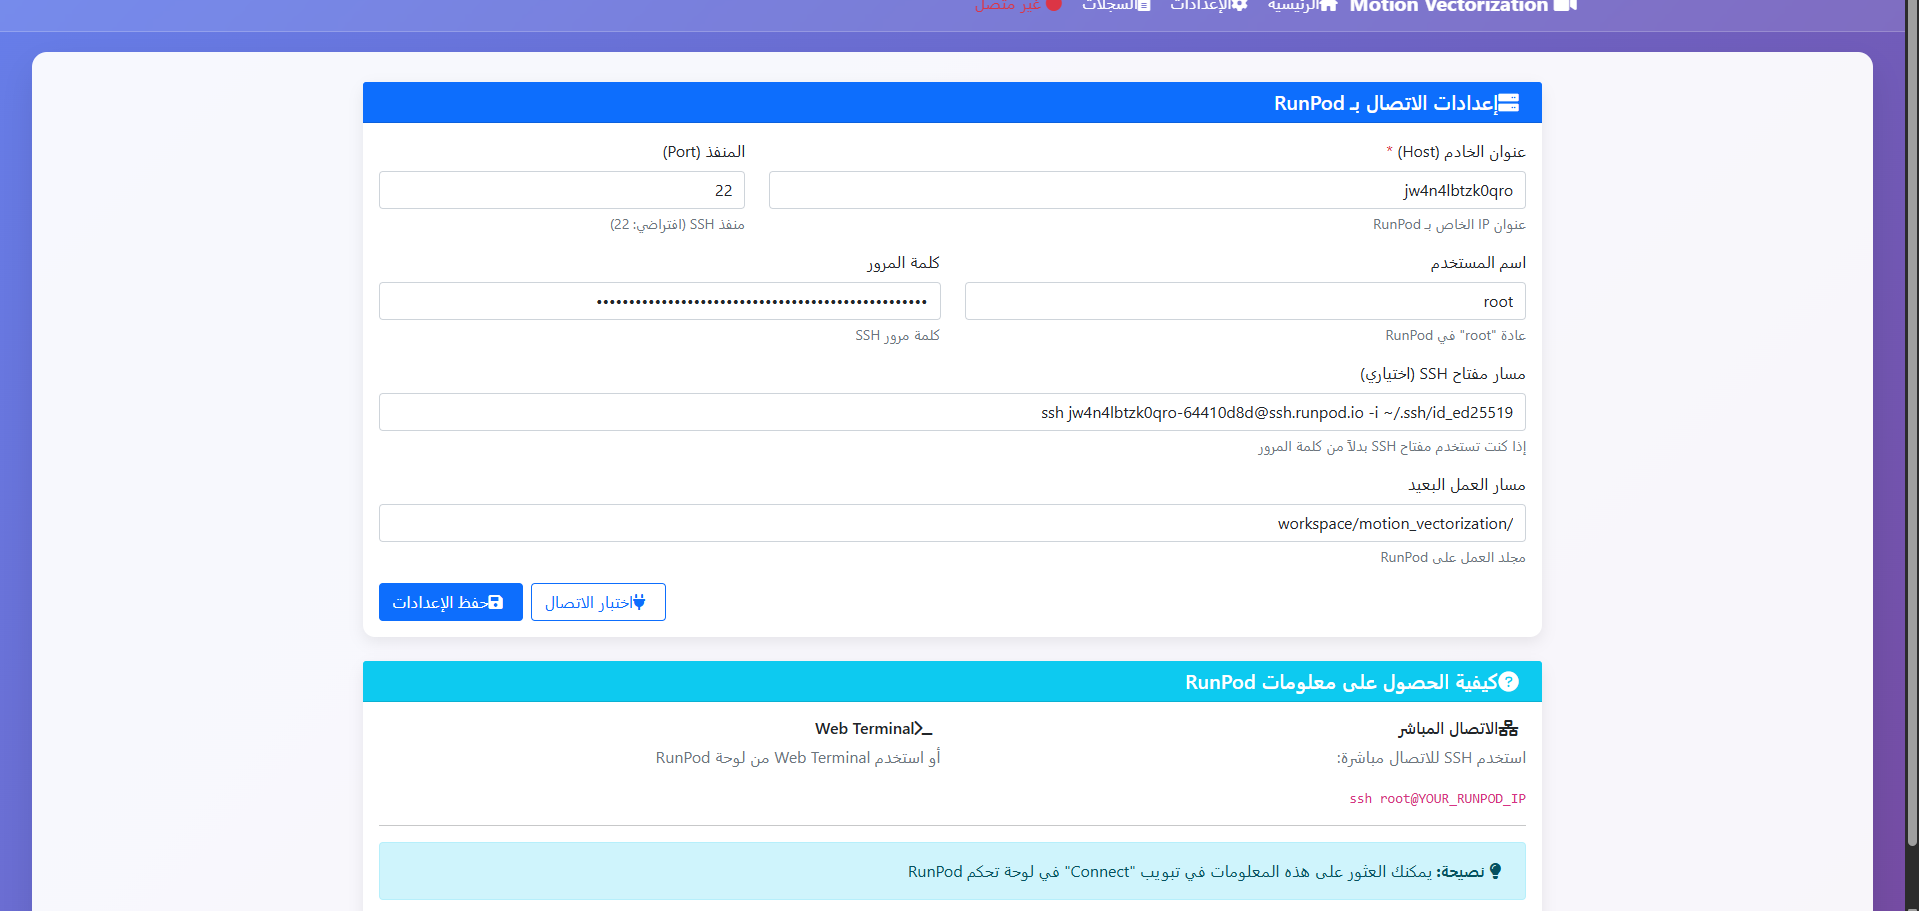 Motion Vectorization الرئيسية الإعدادات السجلات غير متصل
إعدادات الاتصال بـ RunPod
عنوان الخادم (Host) *
المنفذ (Port)
jw4n4lbtzk0qro
22
عنوان IP الخاص بـ RunPod
منفذ SSH (افتراضي: 22)
اسم المستخدم
كلمة المرور
root
••••••••••••••••••••••••••••••••••••••••••••••••••
عادة "root" في RunPod
كلمة مرور SSH
مسار مفتاح SSH (اختياري)
ssh jw4n4lbtzk0qro-64410d8d@ssh.runpod.io -i ~/.ssh/id_ed25519
إذا كنت تستخدم مفتاح SSH بدلاً من كلمة المرور
مسار العمل البعيد
workspace/motion_vectorization/
مجلد العمل على RunPod
اختبار الاتصال
حفظ الإعدادات
كيفية الحصول على معلومات RunPod
الاتصال المباشر
Web Terminal
استخدم SSH للاتصال مباشرة:
أو استخدم Web Terminal من لوحة RunPod
ssh root@YOUR_RUNPOD_IP
نصيحة: يمكنك العثور على هذه المعلومات في تبويب "Connect" في لوحة تحكم RunPod